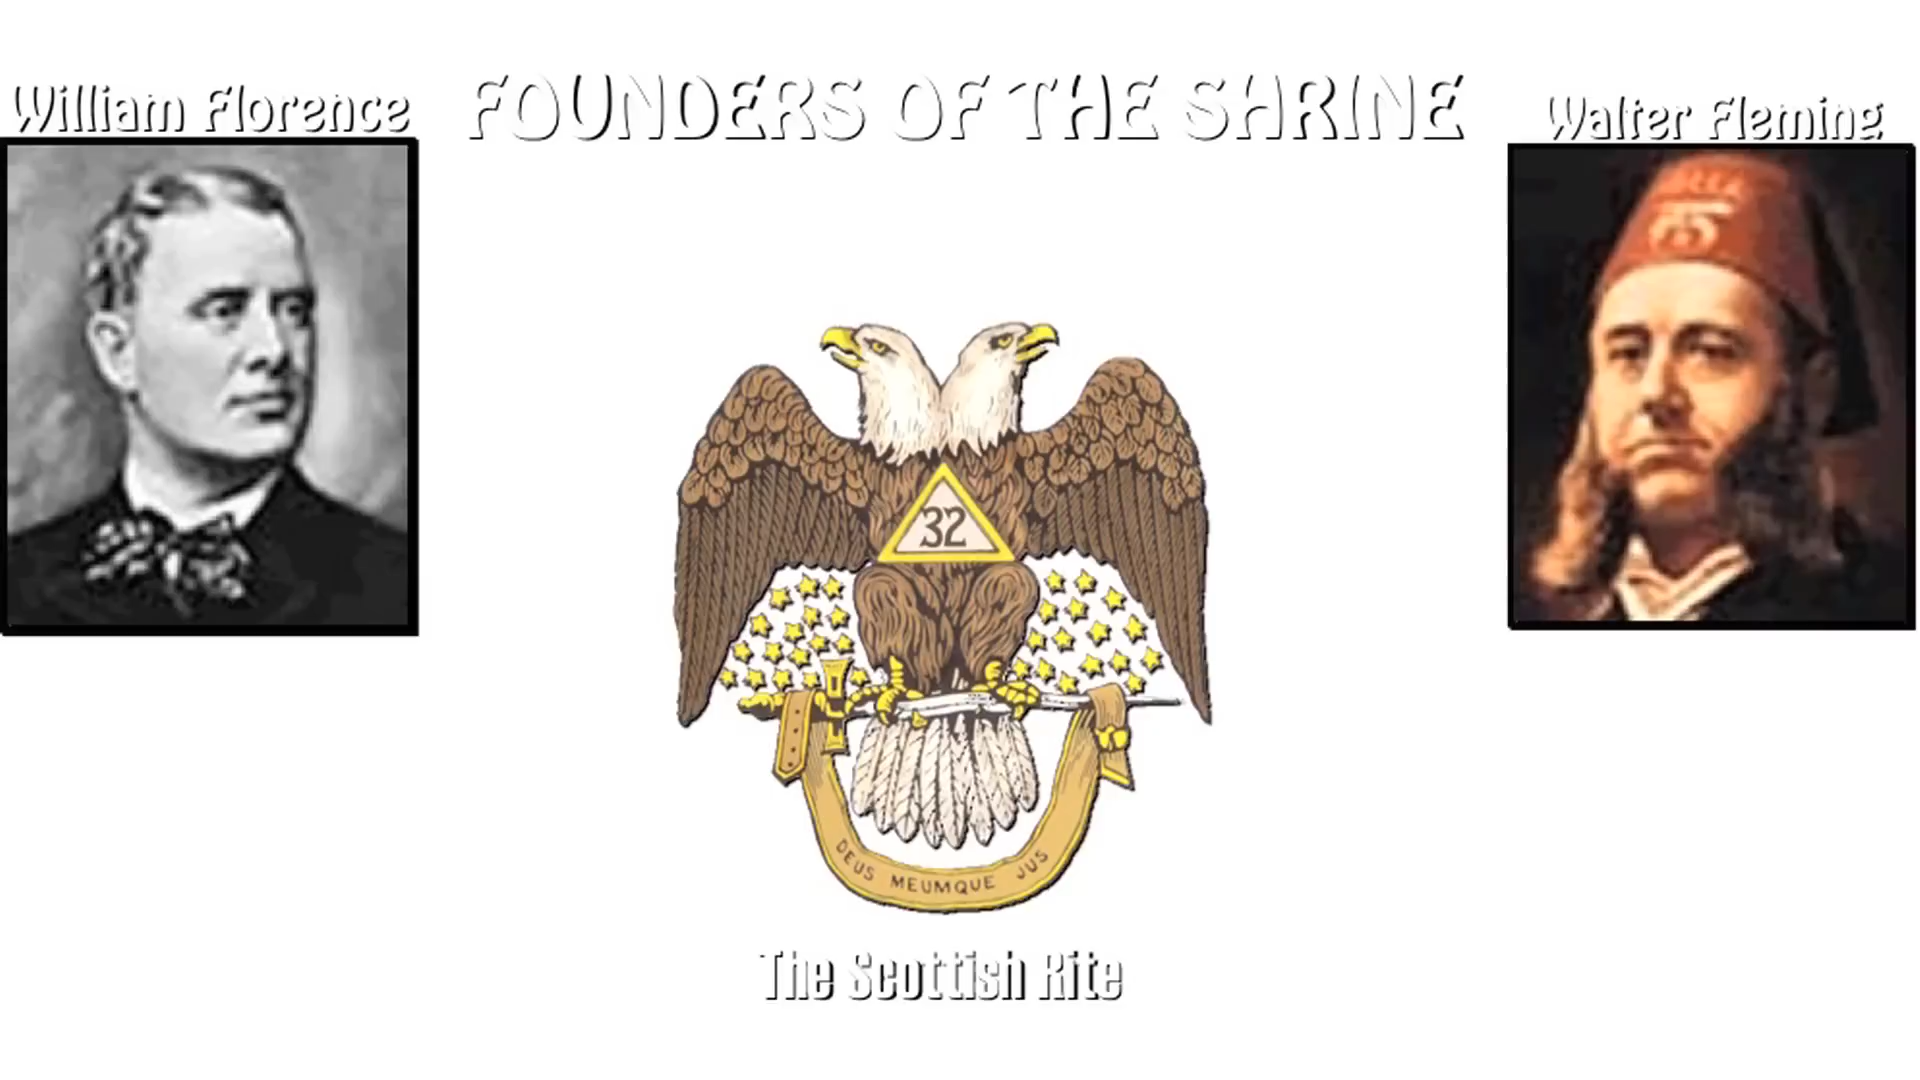 William Florence
FOUNDERS OF THE SHRINE
Walter Fleming
32
DEUS MEUMQUE JUS
The Scottish Rite